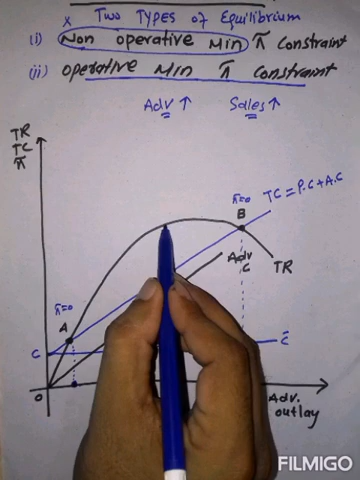 x Two Types of Equilibrium
(i) Non operative Min π Constraint
(ii) operative Min π Constraint
Adv ↑ Sales ↑
TR
TC
π
TC = P.C + A.C
π=0
B
Adv
C
TR
π=0
A
C
C̄
O
Adv.
outlay
FILMIGO